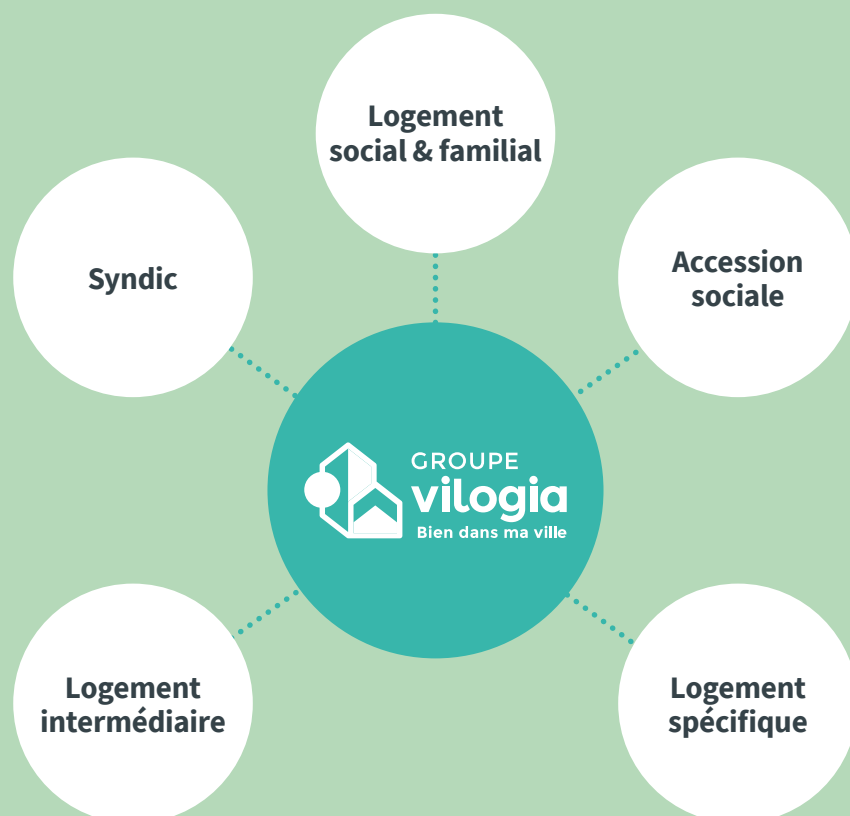 Logement
social & familial
Syndic
Accession
sociale
GROUPE
vilogia
Bien dans ma ville
Logement
intermédiaire
Logement
spécifique